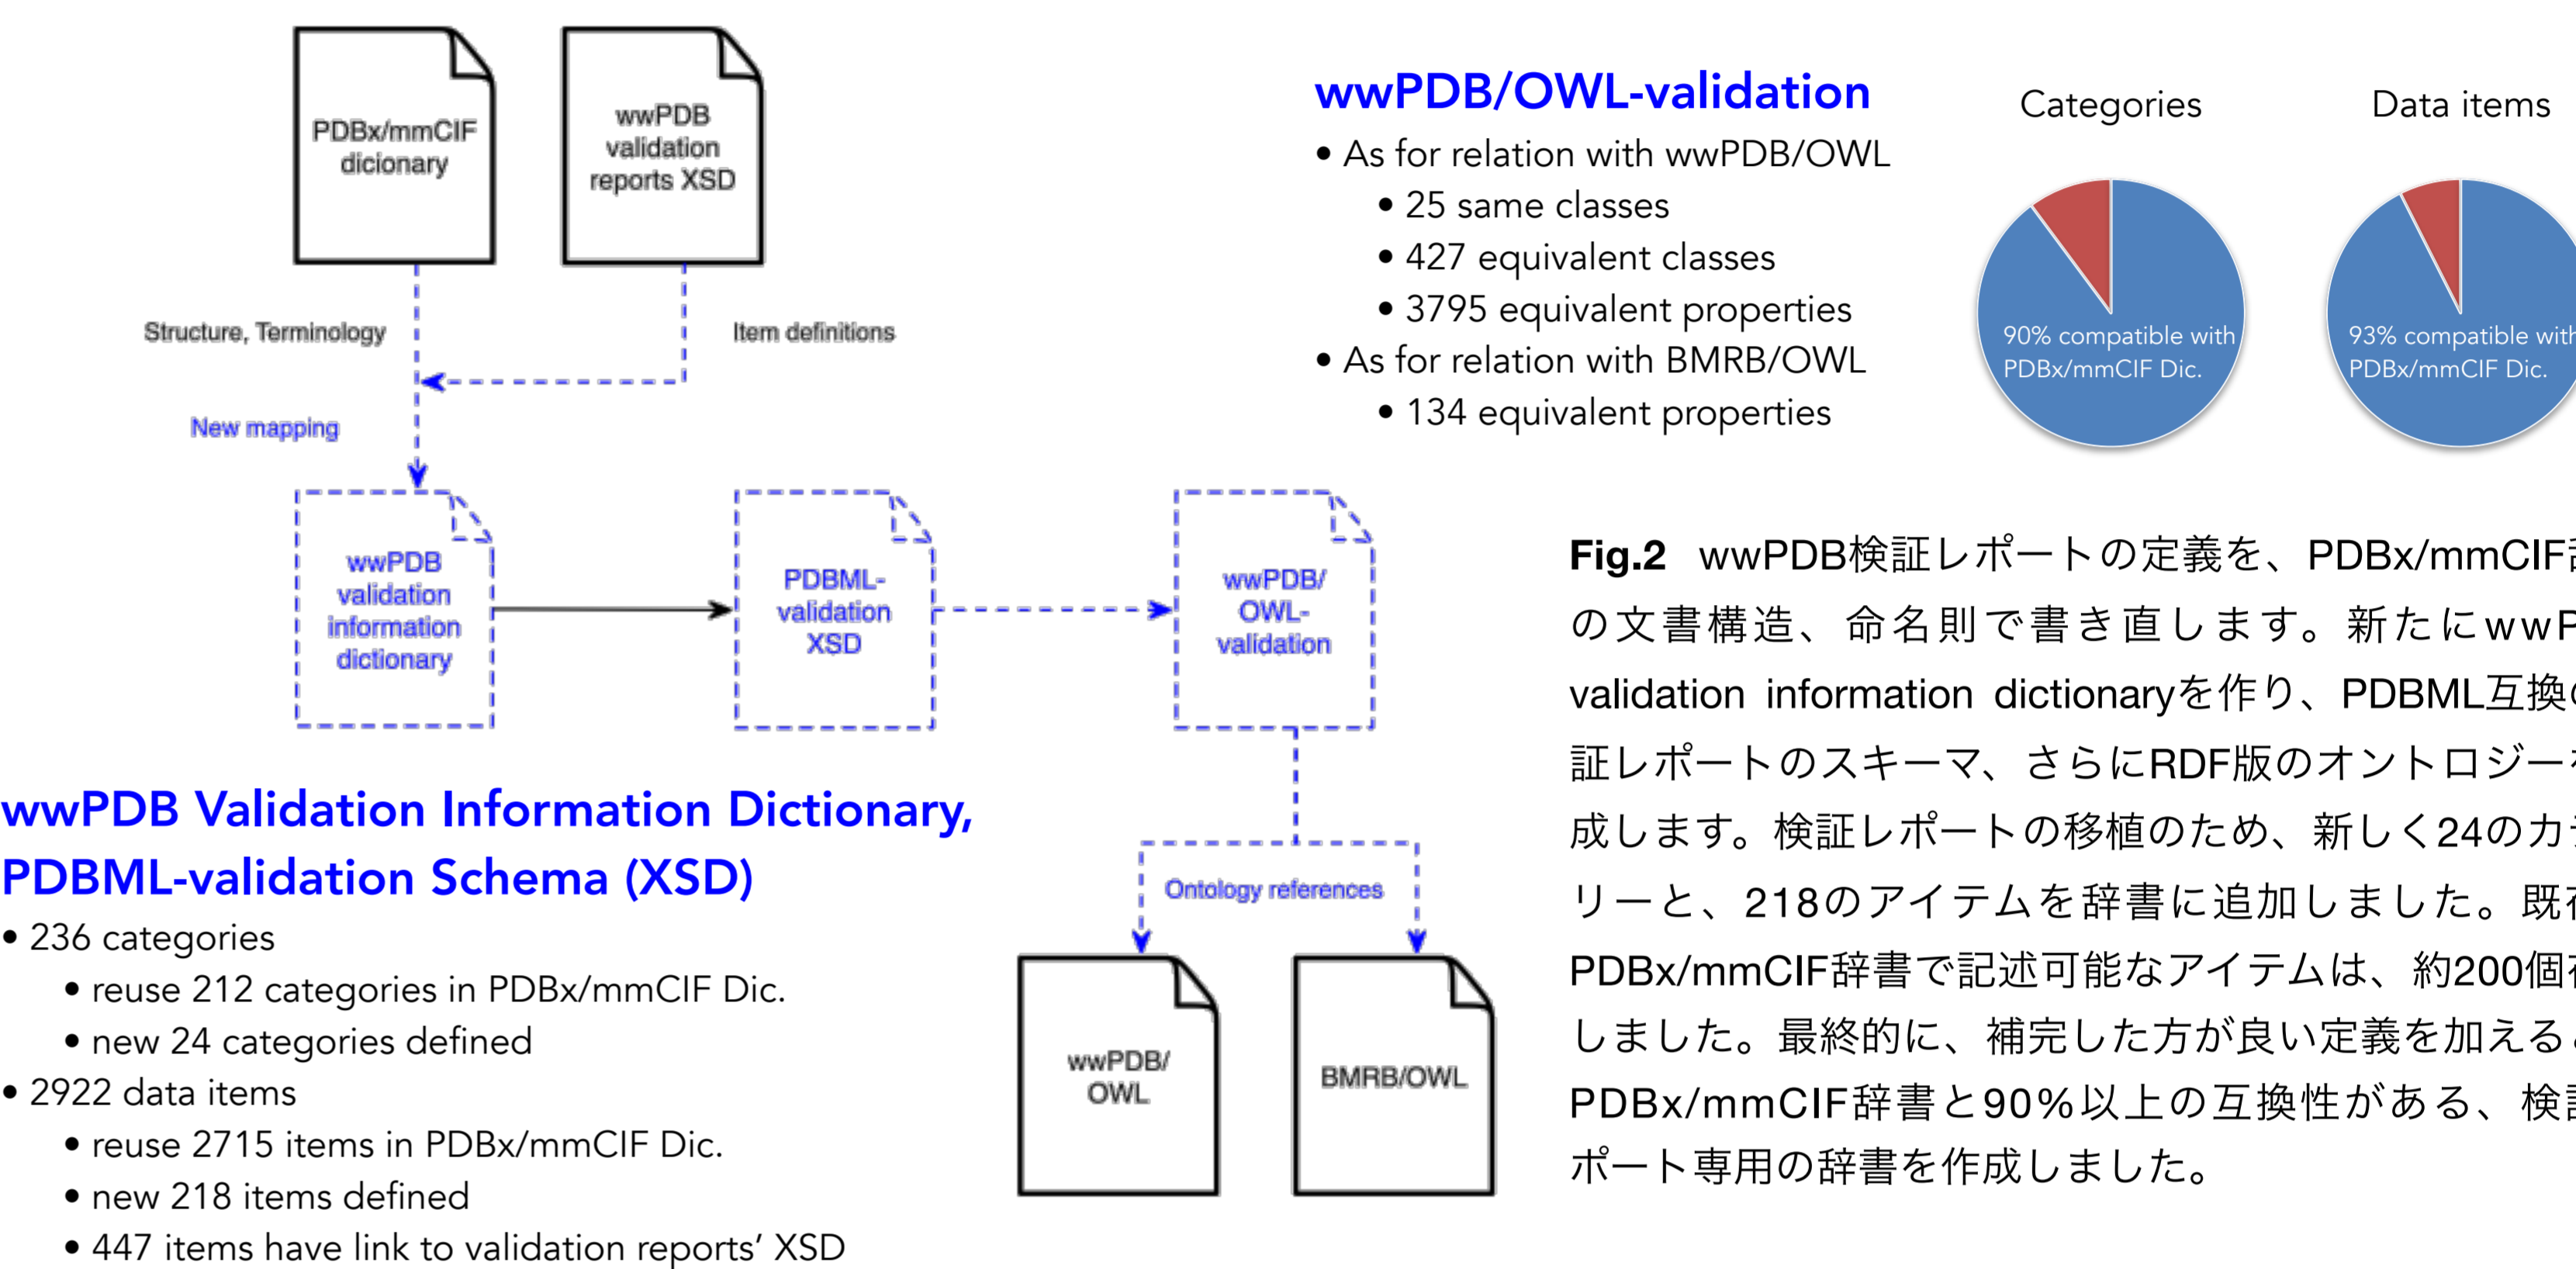 PDBx/mmCIF
dicionary
wwPDB
validation
reports XSD
Structure, Terminology
Item definitions
New mapping
wwPDB
validation
information
dictionary
PDBML-
validation
XSD
wwPDB/
OWL-
validation
Ontology references
wwPDB/
OWL
BMRB/OWL
wwPDB Validation Information Dictionary,
PDBML-validation Schema (XSD)
• 236 categories
• reuse 212 categories in PDBx/mmCIF Dic.
• new 24 categories defined
• 2922 data items
• reuse 2715 items in PDBx/mmCIF Dic.
• new 218 items defined
• 447 items have link to validation reports’ XSD
wwPDB/OWL-validation
• As for relation with wwPDB/OWL
• 25 same classes
• 427 equivalent classes
• 3795 equivalent properties
• As for relation with BMRB/OWL
• 134 equivalent properties
Categories
90% compatible with
PDBx/mmCIF Dic.
Data items
93% compatible with
PDBx/mmCIF Dic.
Fig.2 wwPDB検証レポートの定義を、PDBx/mmCIF
の文書構造、命名則で書き直します。新たにwwP
validation information dictionaryを作り、PDBML互換
証レポートのスキーマ、さらにRDF版のオントロジー
成します。検証レポートの移植のため、新しく24のカ
リーと、218のアイテムを辞書に追加しました。既
PDBx/mmCIF辞書で記述可能なアイテムは、約200個
しました。最終的に、補完した方が良い定義を加える
PDBx/mmCIF辞書と90%以上の互換性がある、検
ポート専用の辞書を作成しました。